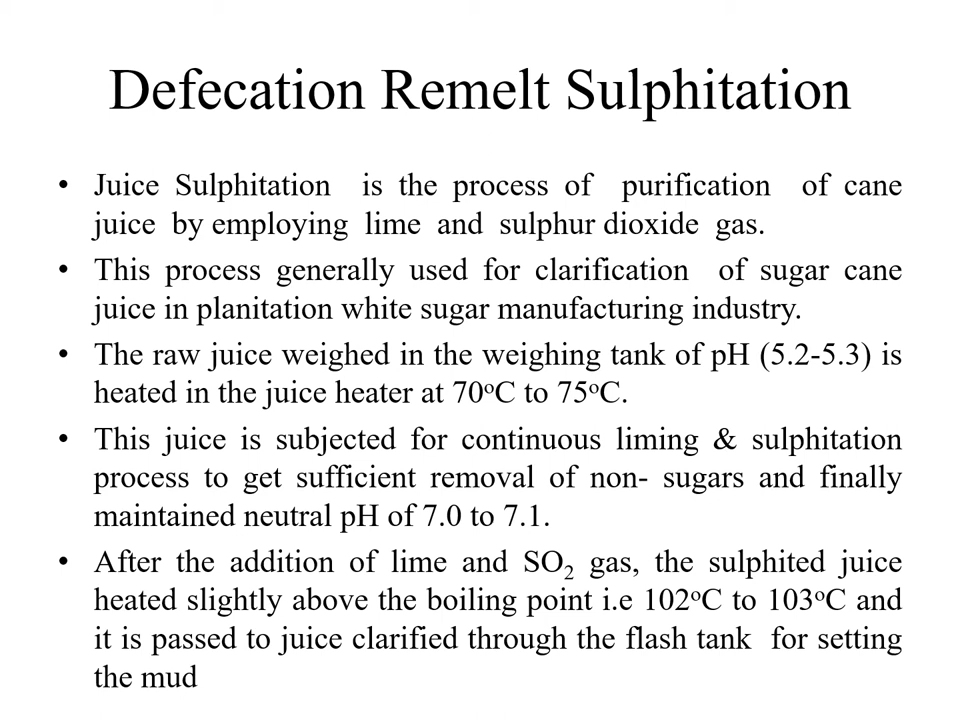 Defecation Remelt Sulphitation
• Juice Sulphitation is the process of purification of cane
juice by employing lime and sulphur dioxide gas.
• This process generally used for clarification of sugar cane
juice in planitation white sugar manufacturing industry.
• The raw juice weighed in the weighing tank of pH (5.2-5.3) is
heated in the juice heater at 70°C to 75°C.
• This juice is subjected for continuous liming & sulphitation
process to get sufficient removal of non- sugars and finally
maintained neutral pH of 7.0 to 7.1.
• After the addition of lime and SO₂ gas, the sulphited juice
heated slightly above the boiling point i.e 102°C to 103°C and
it is passed to juice clarified through the flash tank for setting
the mud